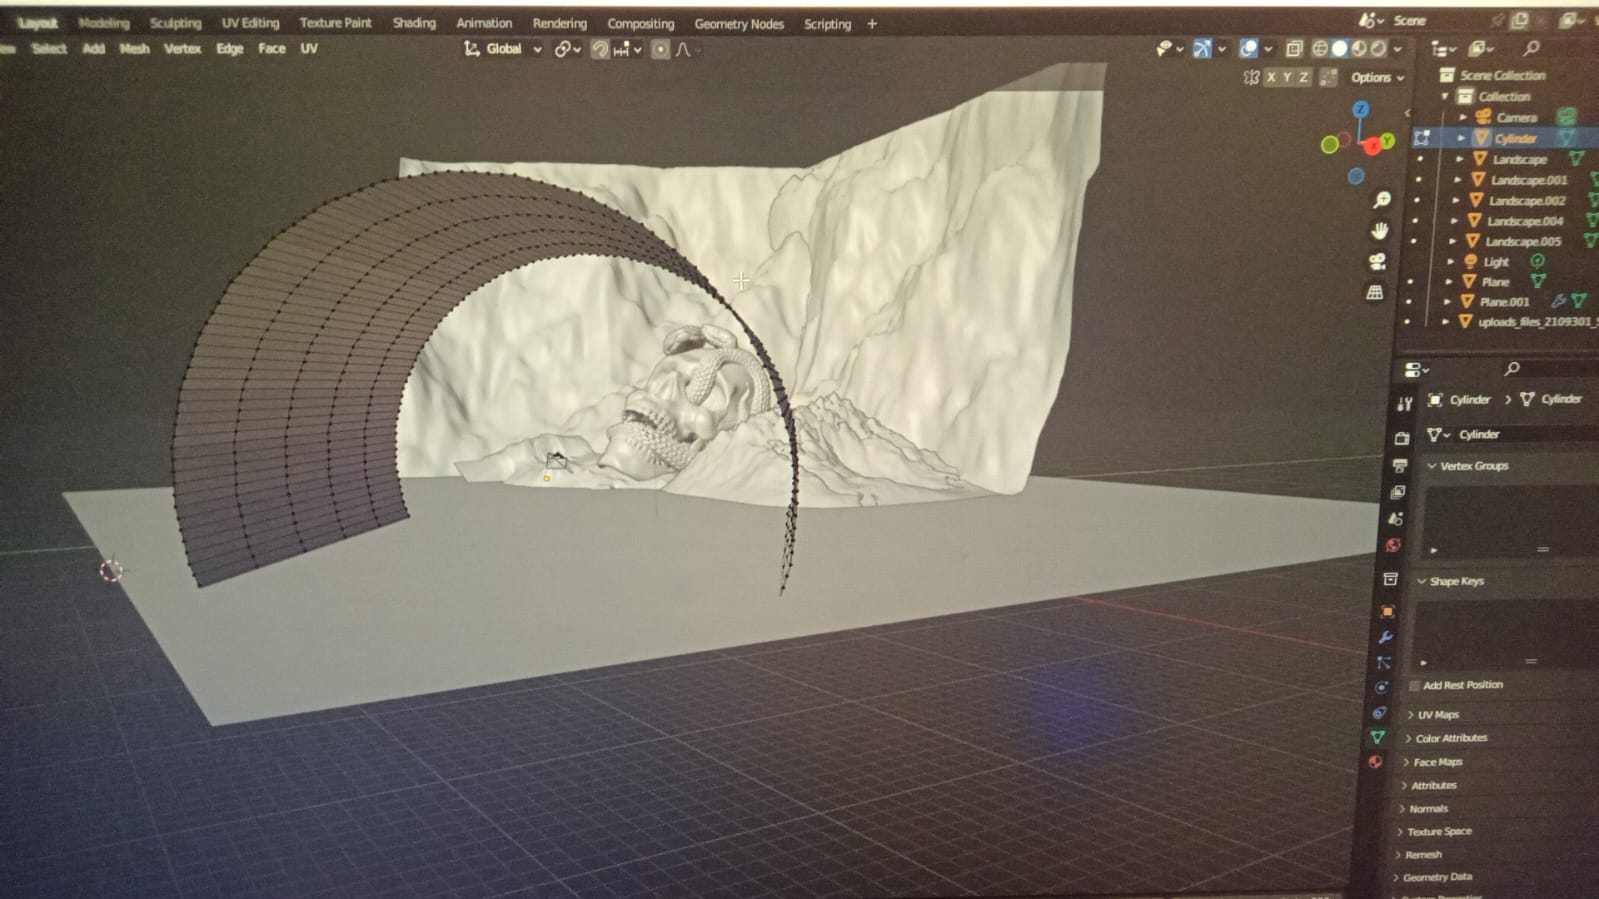 Layout Modeling Sculpting UV Editing Texture Paint Shading Animation Rendering Compositing Geometry Nodes Scripting + Scene
Select Add Mesh Vertex Edge Face UV Global
X Y Z Options
Z
Y
X
Scene Collection
Collection
Camera
Cylinder
Landscape
Landscape.001
Landscape.002
Landscape.004
Landscape.005
Light
Plane
Plane.001
uploads_files_2109301_
Cylinder > Cylinder
Cylinder
Vertex Groups
Shape Keys
Add Rest Position
UV Maps
Color Attributes
Face Maps
Attributes
Normals
Texture Space
Remesh
Geometry Data